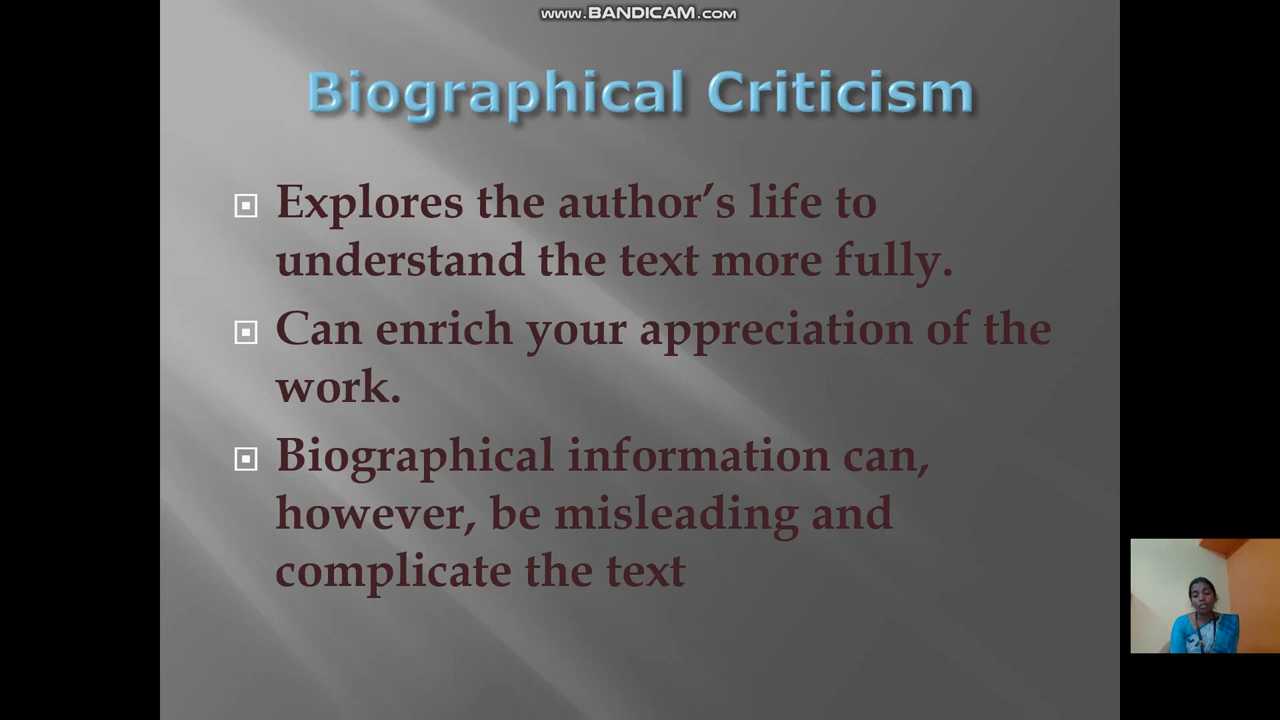 www.BANDICAM.com
Biographical Criticism
Explores the author’s life to
understand the text more fully.
Can enrich your appreciation of the
work.
Biographical information can,
however, be misleading and
complicate the text